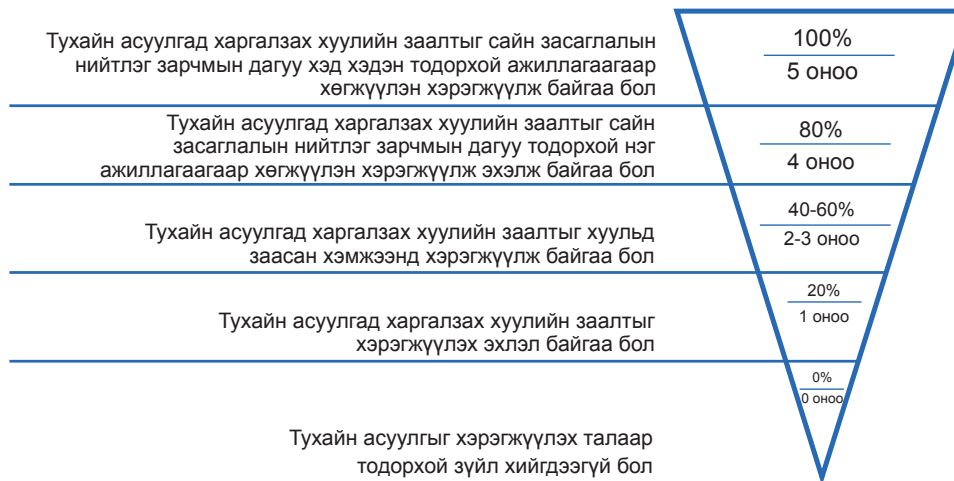 Тухайн асуулгад харгалзах хуулийн заалтыг сайн засаглалын
нийтлэг зарчмын дагуу хэд хэдэн тодорхой ажиллагаагаар
хөгжүүлэн хэрэгжүүлж байгаа бол
100%
5 оноо
Тухайн асуулгад харгалзах хуулийн заалтыг сайн
засаглалын нийтлэг зарчмын дагуу тодорхой нэг
ажиллагаагаар хөгжүүлэн хэрэгжүүлж эхэлж байгаа бол
80%
4 оноо
Тухайн асуулгад харгалзах хуулийн заалтыг хуульд
заасан хэмжээнд хэрэгжүүлж байгаа бол
40-60%
2-3 оноо
Тухайн асуулгад харгалзах хуулийн заалтыг
хэрэгжүүлэх эхлэл байгаа бол
20%
1 оноо
Тухайн асуулгыг хэрэгжүүлэх талаар
тодорхой зүйл хийгдээгүй бол
0%
0 оноо